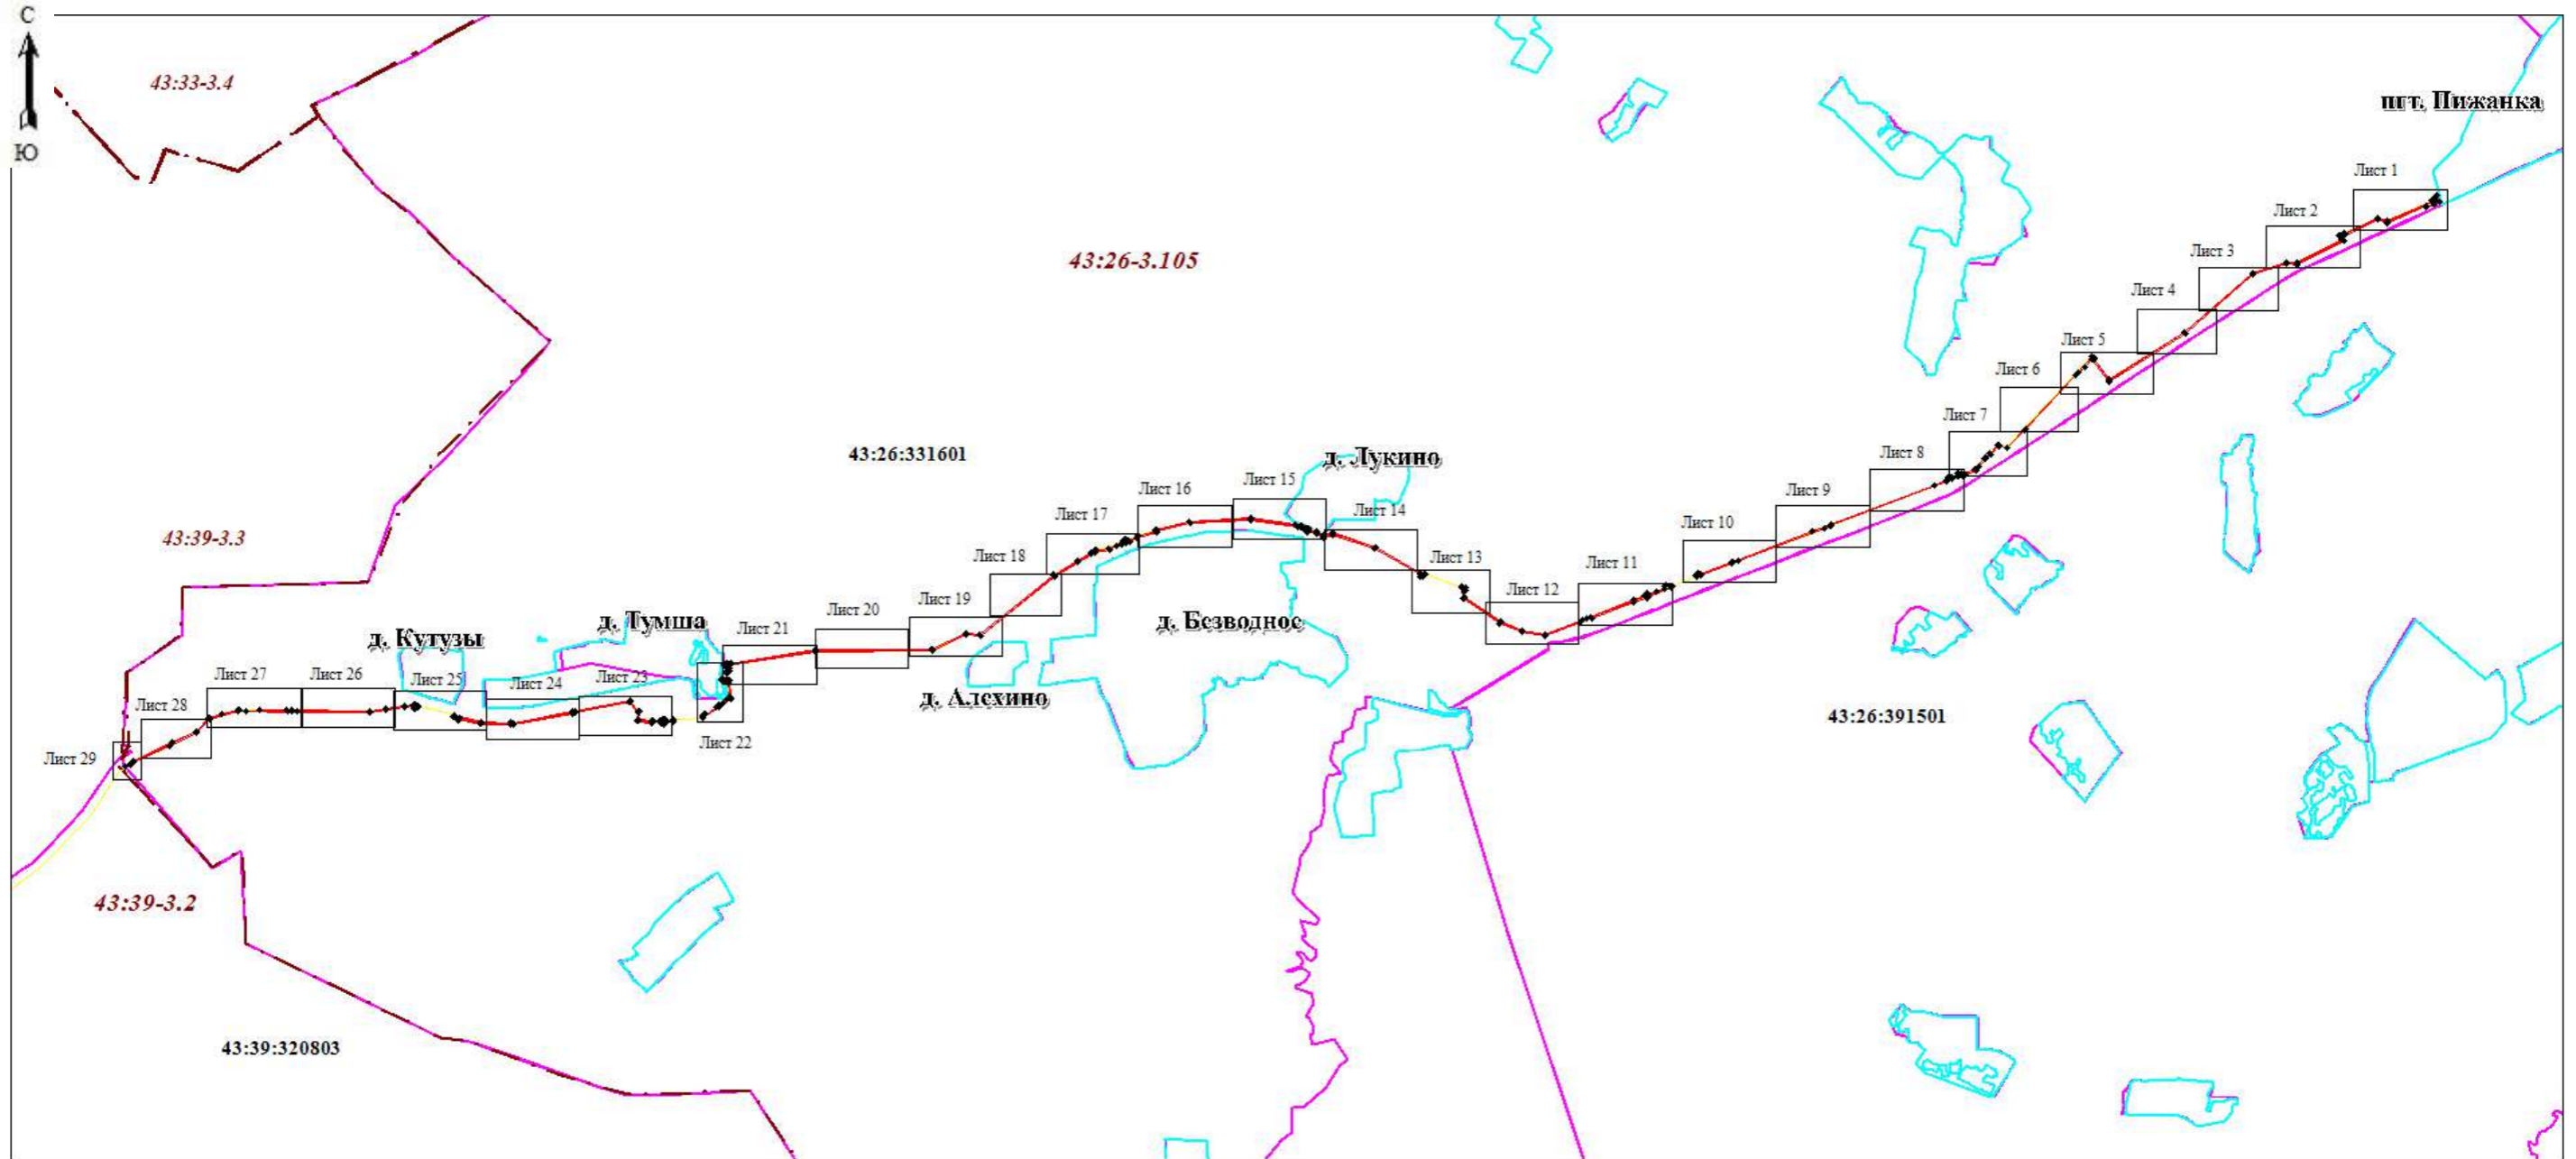 С
Ю
43:33-3.4
пгт. Пижанка
Лист 1
Лист 2
Лист 3
43:26-3.105
Лист 4
Лист 5
Лист 6
Лист 7
43:26:331601
д. Лукино
Лист 8
Лист 15
Лист 16
Лист 9
Лист 17
Лист 14
Лист 10
43:39-3.3
Лист 18
Лист 13
Лист 11
Лист 12
Лист 19
Лист 20
д. Тумша
д. Безводное
Лист 21
д. Кутузы
Лист 27
Лист 26
Лист 25
Лист 24
Лист 23
д. Алехино
Лист 28
43:26:391501
Лист 22
Лист 29
43:39-3.2
43:39:320803